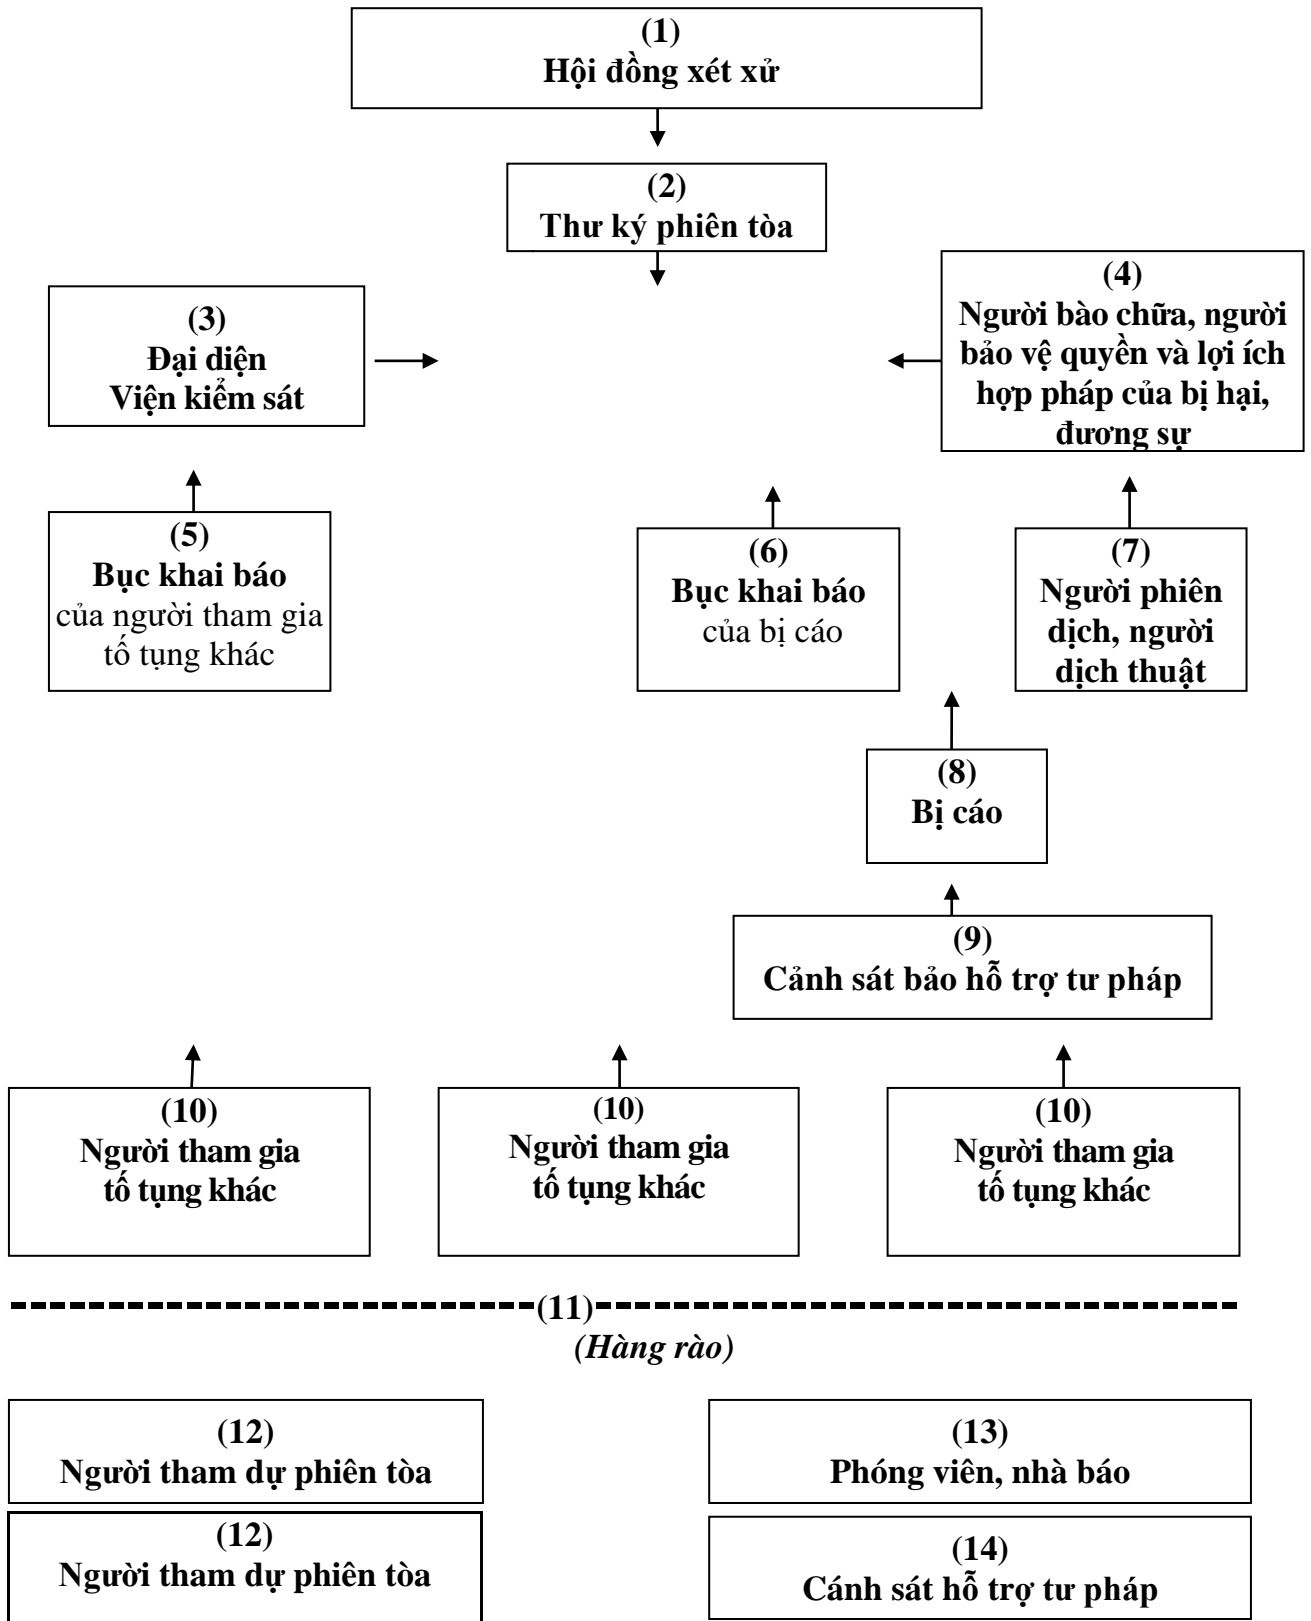 (1)
Hội đồng xét xử
(2)
Thư ký phiên tòa
(3)
Đại diện
Viện kiểm sát
(4)
Người bào chữa, người
bảo vệ quyền và lợi ích
hợp pháp của bị hại,
đương sự
(5)
Bục khai báo
của người tham gia
tố tụng khác
(6)
Bục khai báo
của bị cáo
(7)
Người phiên
dịch, người
dịch thuật
(8)
Bị cáo
(9)
Cảnh sát bảo hỗ trợ tư pháp
(10)
Người tham gia
tố tụng khác
(10)
Người tham gia
tố tụng khác
(10)
Người tham gia
tố tụng khác
(11)
(Hàng rào)
(12)
Người tham dự phiên tòa
(13)
Phóng viên, nhà báo
(12)
Người tham dự phiên tòa
(14)
Cánh sát hỗ trợ tư pháp